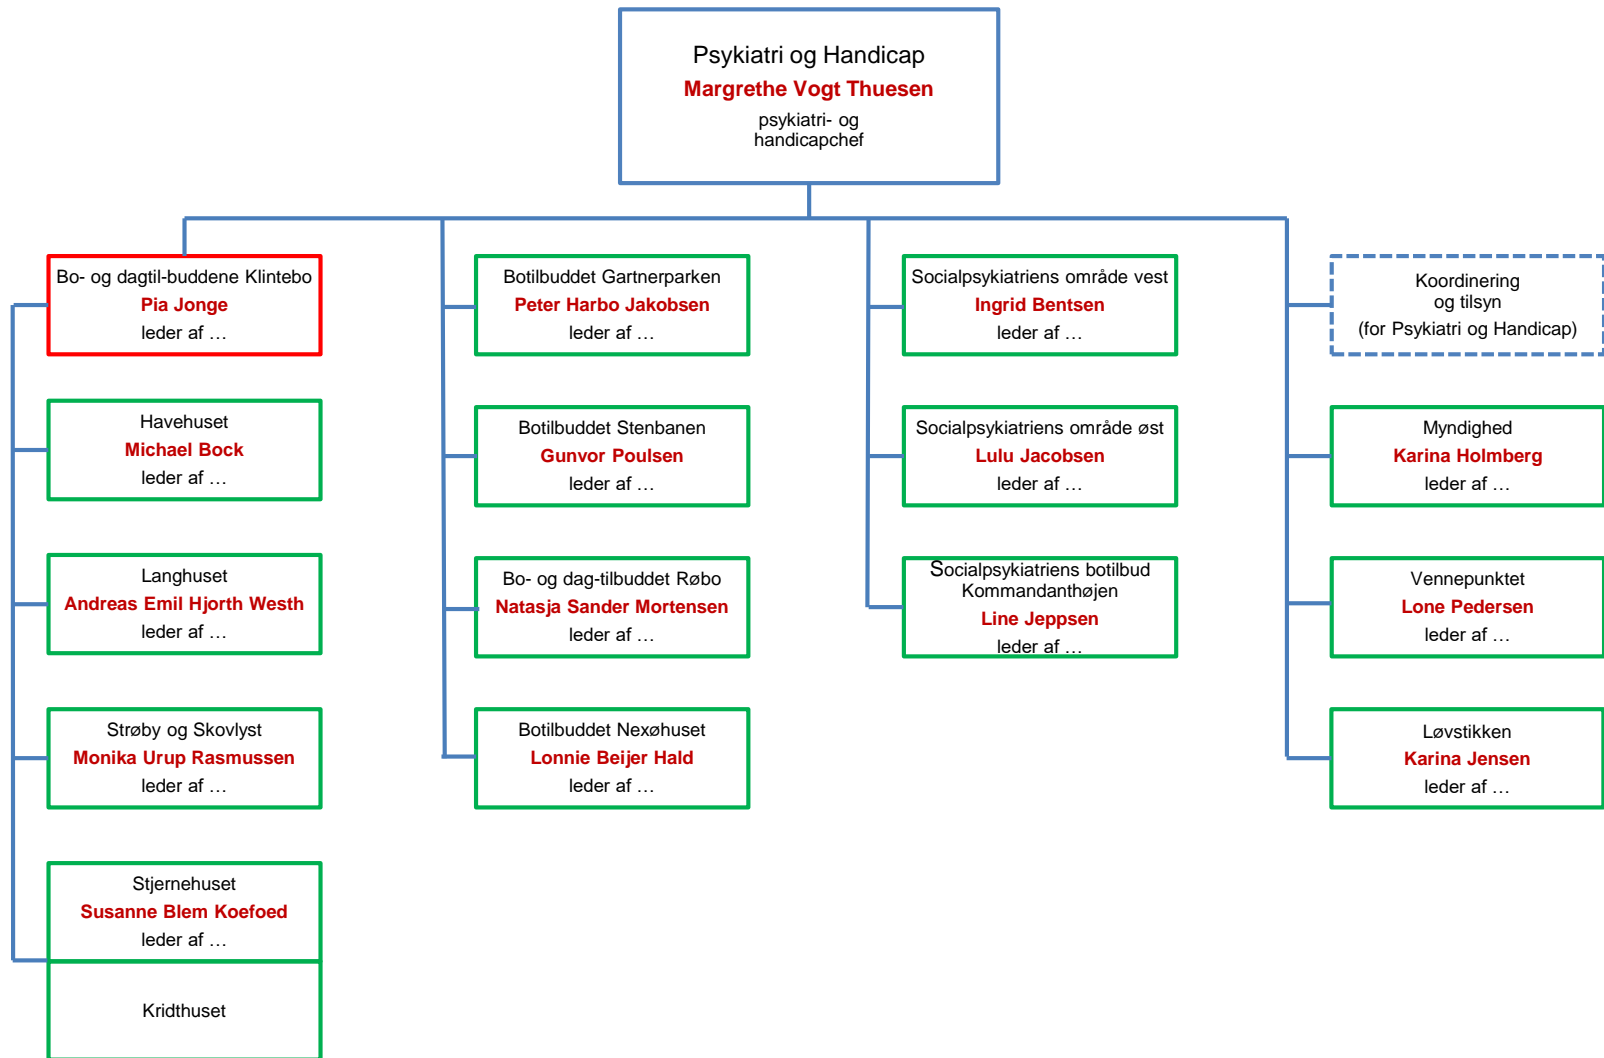 Psykiatri og Handicap
Margrethe Vogt Thuesen
psykiatri- og
handicapchef
Bo- og dagtil-buddene Klintebo
Pia Jonge
leder af …
Havehuset
Michael Bock
leder af …
Langhuset
Andreas Emil Hjorth Westh
leder af …
Strøby og Skovlyst
Monika Urup Rasmussen
leder af …
Stjernehuset
Susanne Blem Koefoed
leder af …
Kridthuset
Botilbuddet Gartnerparken
Peter Harbo Jakobsen
leder af …
Botilbuddet Stenbanen
Gunvor Poulsen
leder af …
Bo- og dag-tilbuddet Røbo
Natasja Sander Mortensen
leder af …
Botilbuddet Nexøhuset
Lonnie Beijer Hald
leder af …
Socialpsykiatriens område vest
Ingrid Bentsen
leder af …
Socialpsykiatriens område øst
Lulu Jacobsen
leder af …
Socialpsykiatriens botilbud
Kommandanthøjen
Line Jeppsen
leder af …
Koordinering
og tilsyn
(for Psykiatri og Handicap)
Myndighed
Karina Holmberg
leder af …
Vennepunktet
Lone Pedersen
leder af …
Løvstikken
Karina Jensen
leder af …